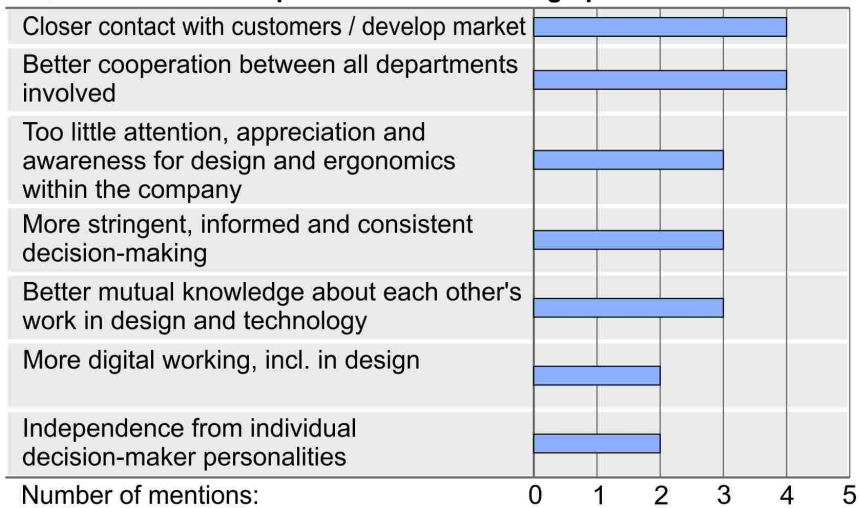 Closer contact with customers / develop market
Better cooperation between all departments
involved
Too little attention, appreciation and
awareness for design and ergonomics
within the company
More stringent, informed and consistent
decision-making
Better mutual knowledge about each other's
work in design and technology
More digital working, incl. in design
Independence from individual
decision-maker personalities
Number of mentions: 0 1 2 3 4 5